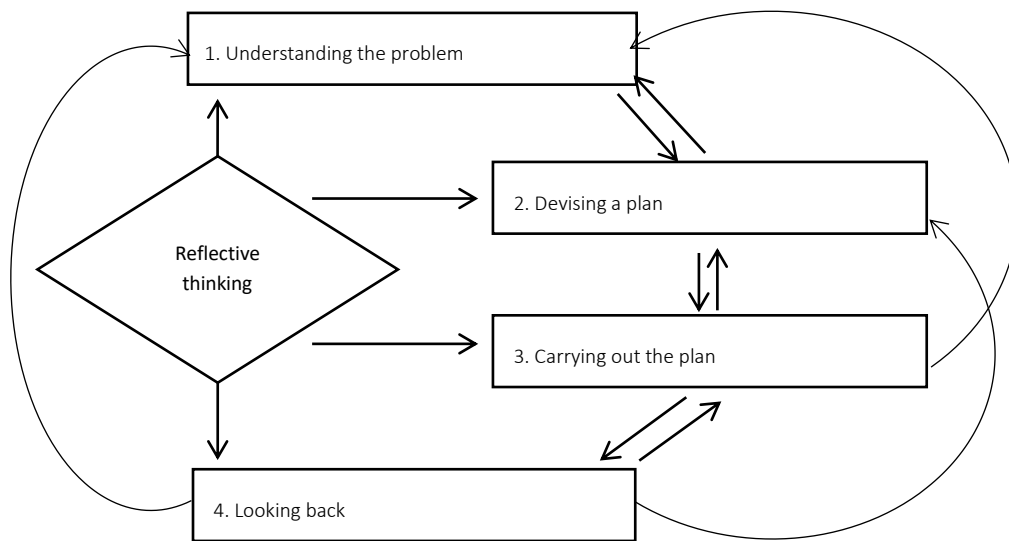 1. Understanding the problem
2. Devising a plan
Reflective
thinking
3. Carrying out the plan
4. Looking back